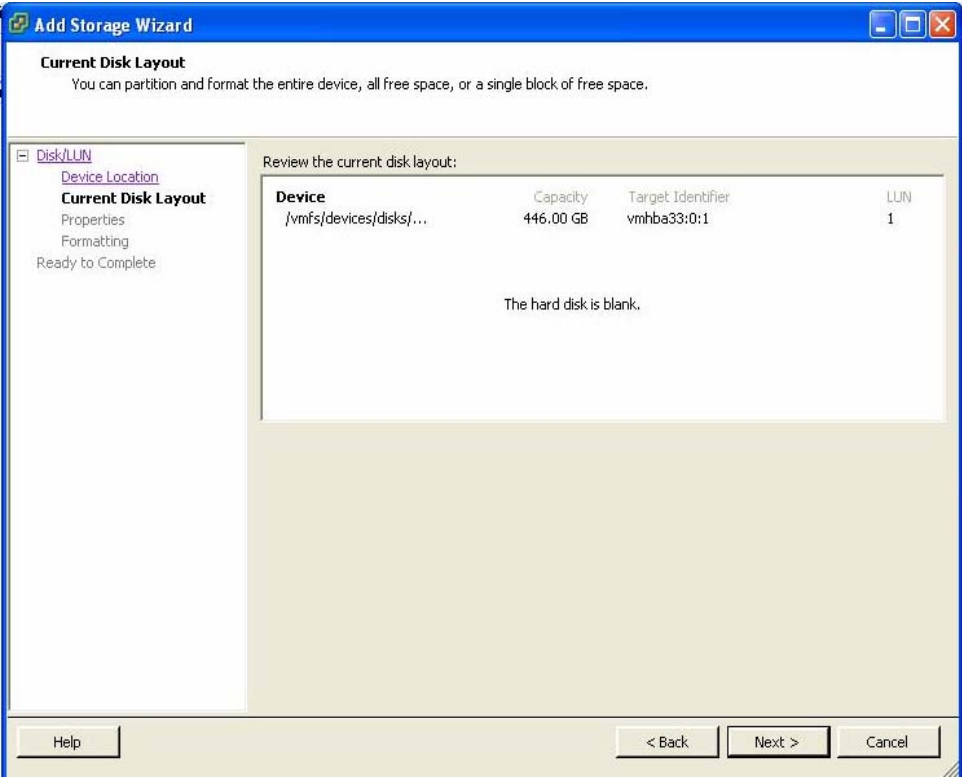 Add Storage Wizard
Current Disk Layout
You can partition and format the entire device, all free space, or a single block of free space.
Disk/LUN
Device Location
Current Disk Layout
Properties
Formatting
Ready to Complete
Review the current disk layout:
Device Capacity Target Identifier LUN
/vmfs/devices/disks/... 446.00 GB vmhba33:0:1 1
The hard disk is blank.
Help < Back Next > Cancel